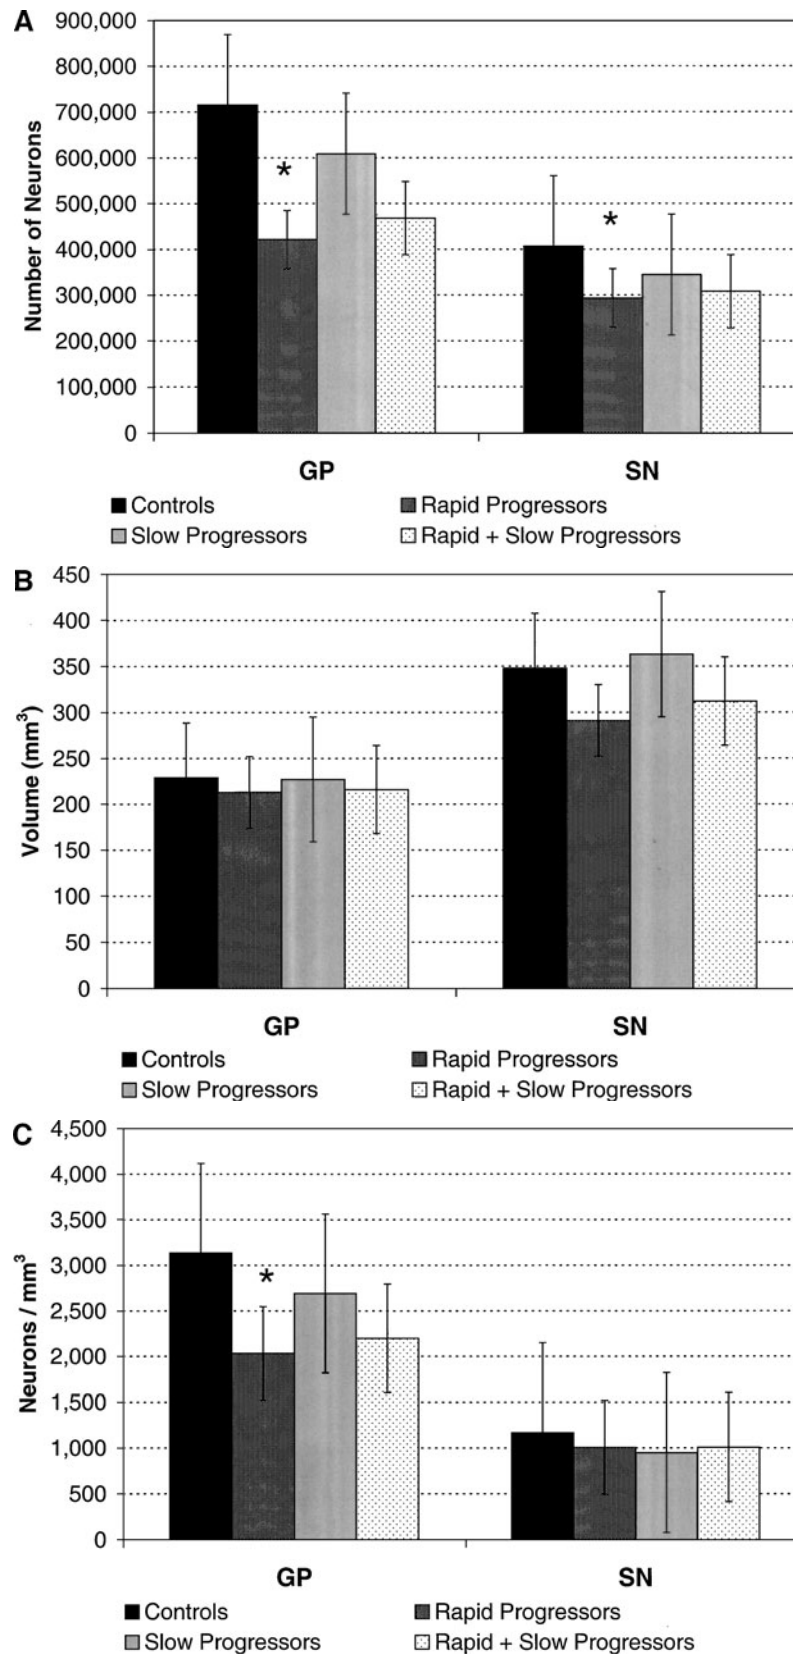 A
900,000
800,000
700,000
600,000
500,000
400,000
300,000
200,000
100,000
0
Number of Neurons
*
*
GP SN
Controls Rapid Progressors
Slow Progressors Rapid + Slow Progressors
B
450
400
350
300
250
200
150
100
50
0
Volume (mm³)
GP SN
Controls Rapid Progressors
Slow Progressors Rapid + Slow Progressors
C
4,500
4,000
3,500
3,000
2,500
2,000
1,500
1,000
500
0
Neurons / mm³
*
GP SN
Controls Rapid Progressors
Slow Progressors Rapid + Slow Progressors